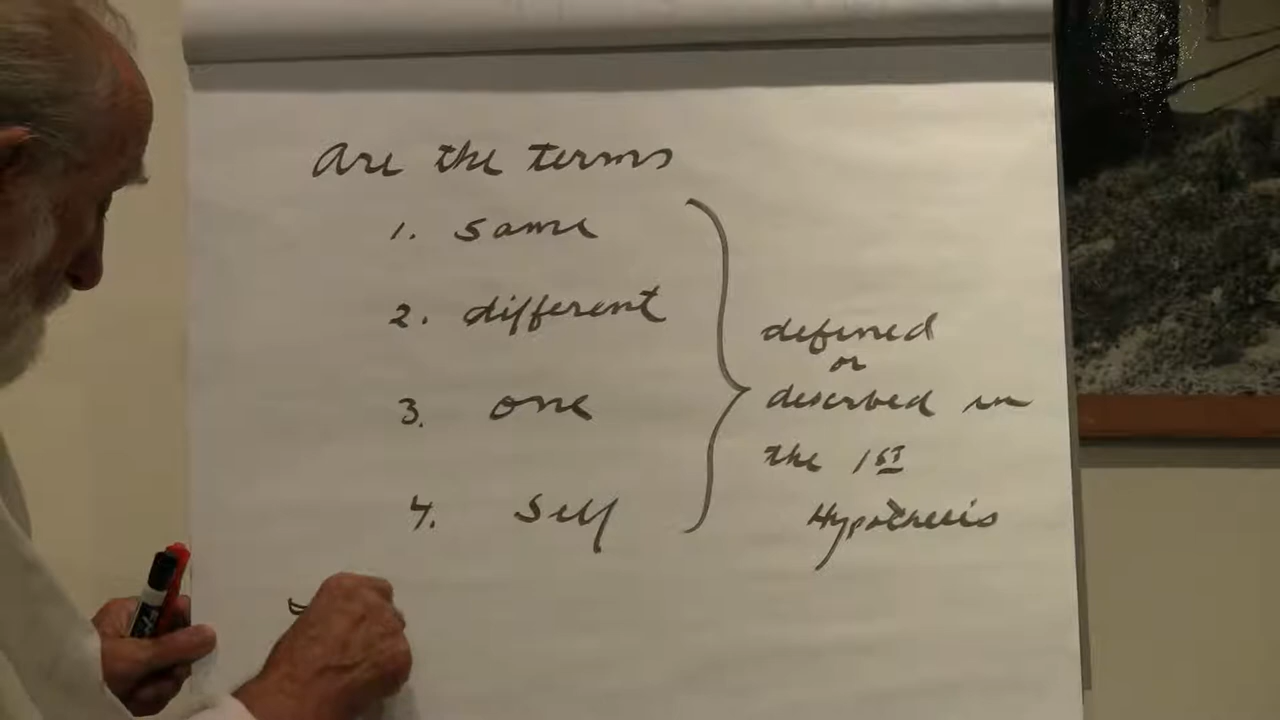 Are the terms
1. same
2. different
3. one
4. Self
defined
or
described in
the 1st
Hypothesis